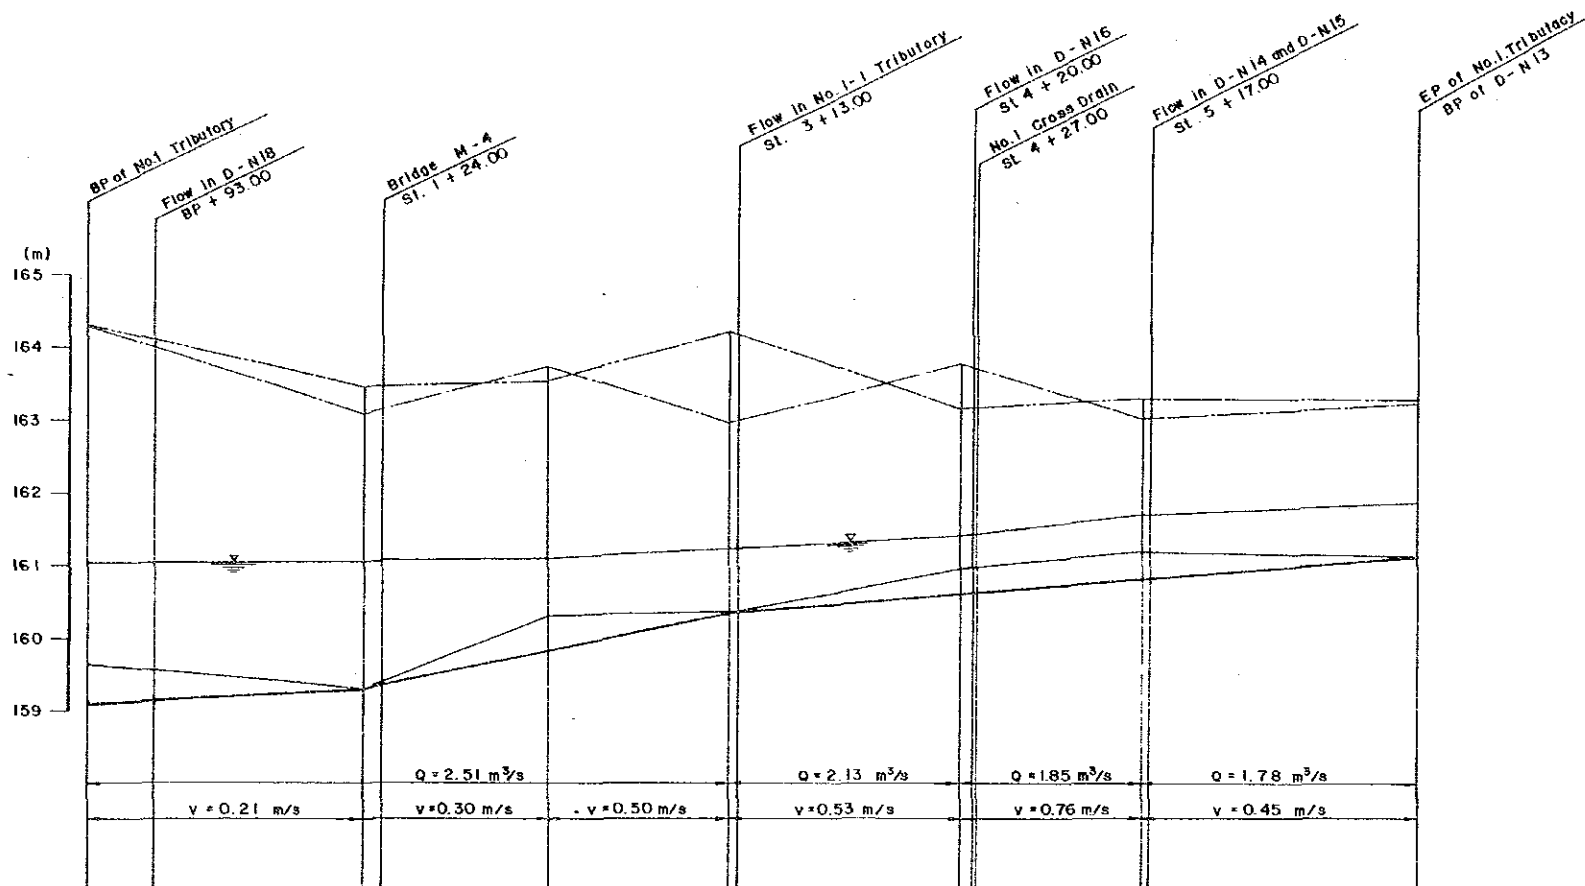 BP of No.1 Tributory
Flow in D-N18
BP + 93.00
Bridge M-4
St. 1 + 24.00
Flow in No.1-1 Tributory
St. 3 + 13.00
Flow in D-N16
St. 4 + 20.00
No.1 Cross Drain
St. 4 + 27.00
Flow in D-N14 and D-N15
St. 5 + 17.00
EP of No.1.Tributacy
BP of D-N13
(m)
165
164
163
162
161
160
159
Q = 2.51 m³/s
Q = 2.13 m³/s
Q = 1.85 m³/s
Q = 1.78 m³/s
v = 0.21 m/s
v = 0.30 m/s
v = 0.50 m/s
v = 0.53 m/s
v = 0.76 m/s
v = 0.45 m/s